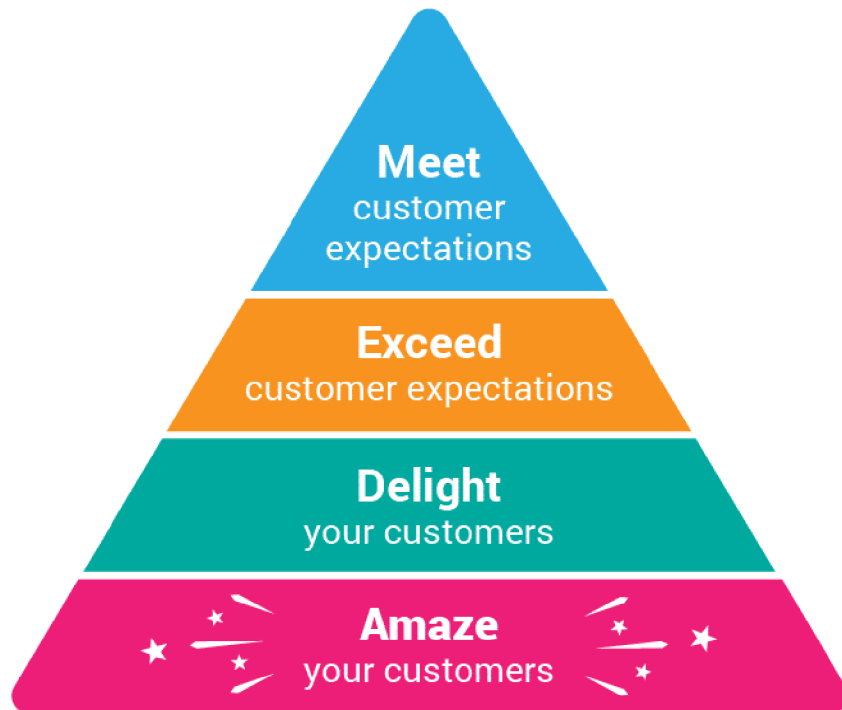 Meet
customer
expectations
Exceed
customer expectations
Delight
your customers
Amaze
your customers